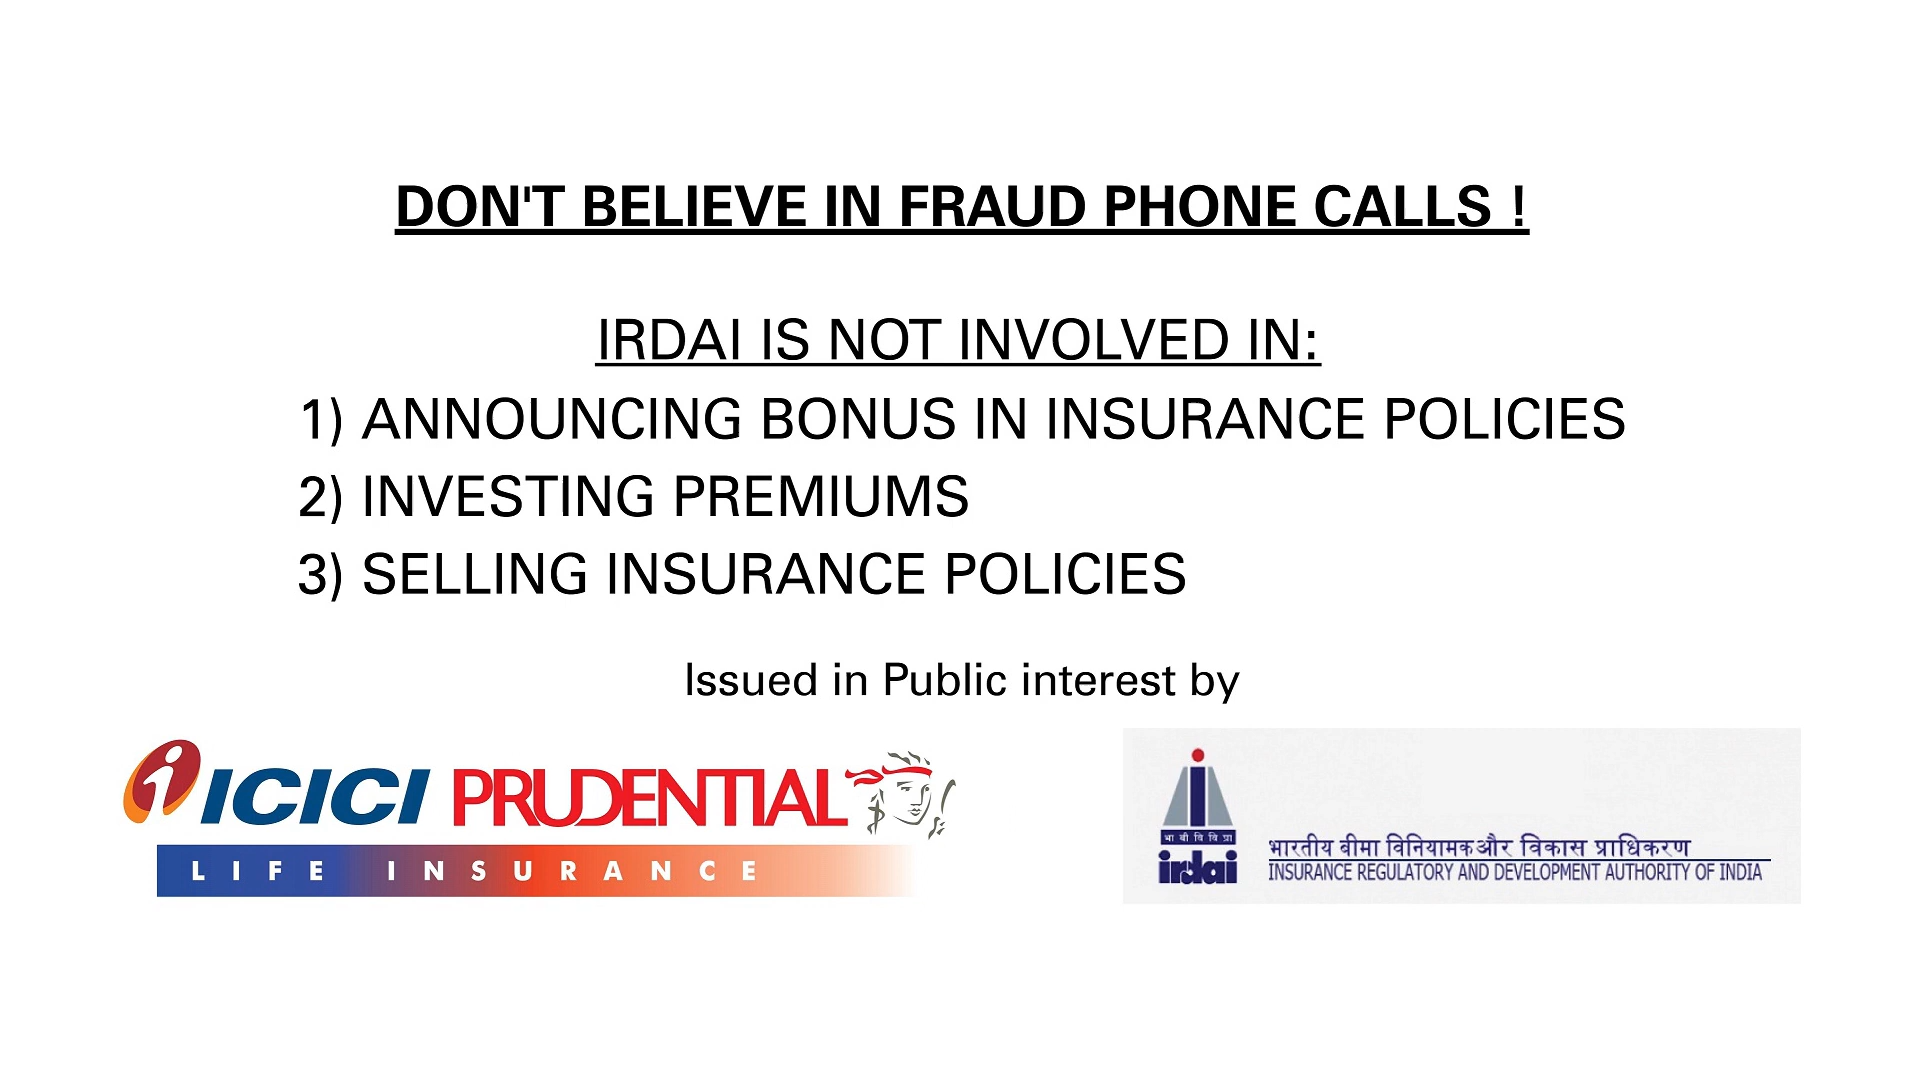 DON'T BELIEVE IN FRAUD PHONE CALLS !
IRDAI IS NOT INVOLVED IN:
1) ANNOUNCING BONUS IN INSURANCE POLICIES
2) INVESTING PREMIUMS
3) SELLING INSURANCE POLICIES
Issued in Public interest by
ICICI PRUDENTIAL
LIFE INSURANCE
भा बी वि वि प्रा
irdai
भारतीय बीमा विनियामक और विकास प्राधिकरण
INSURANCE REGULATORY AND DEVELOPMENT AUTHORITY OF INDIA